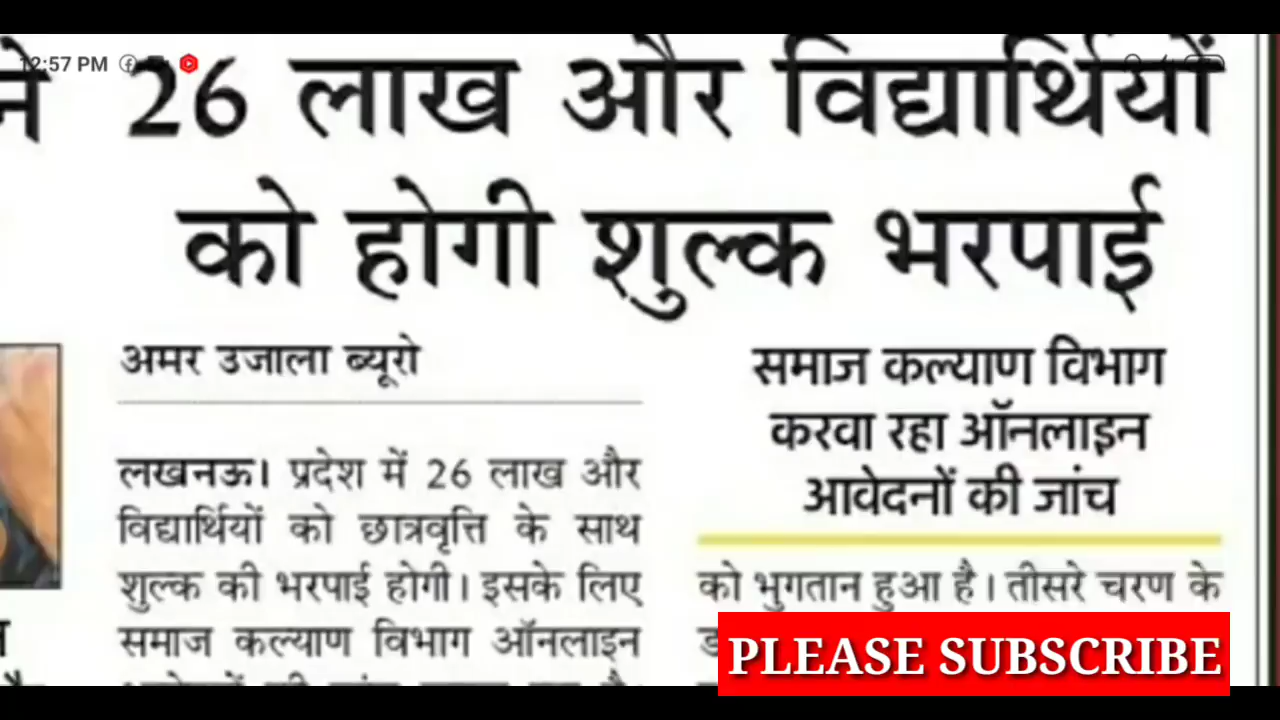 12:57 PM
26 लाख और विद्यार्थियों
को होगी शुल्क भरपाई
अमर उजाला ब्यूरो
लखनऊ। प्रदेश में 26 लाख और
विद्यार्थियों को छात्रवृत्ति के साथ
शुल्क की भरपाई होगी। इसके लिए
समाज कल्याण विभाग ऑनलाइन
समाज कल्याण विभाग
करवा रहा ऑनलाइन
आवेदनों की जांच
को भुगतान हुआ है। तीसरे चरण के
PLEASE SUBSCRIBE